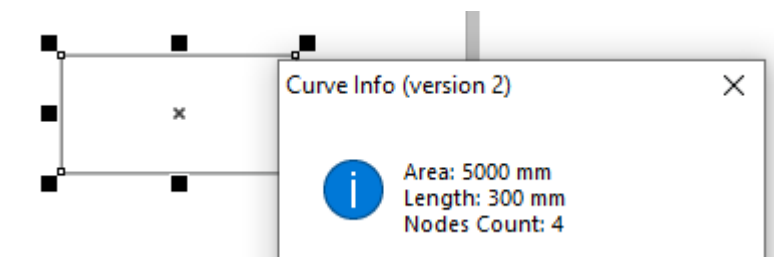 Curve Info (version 2)
Area: 5000 mm
Length: 300 mm
Nodes Count: 4